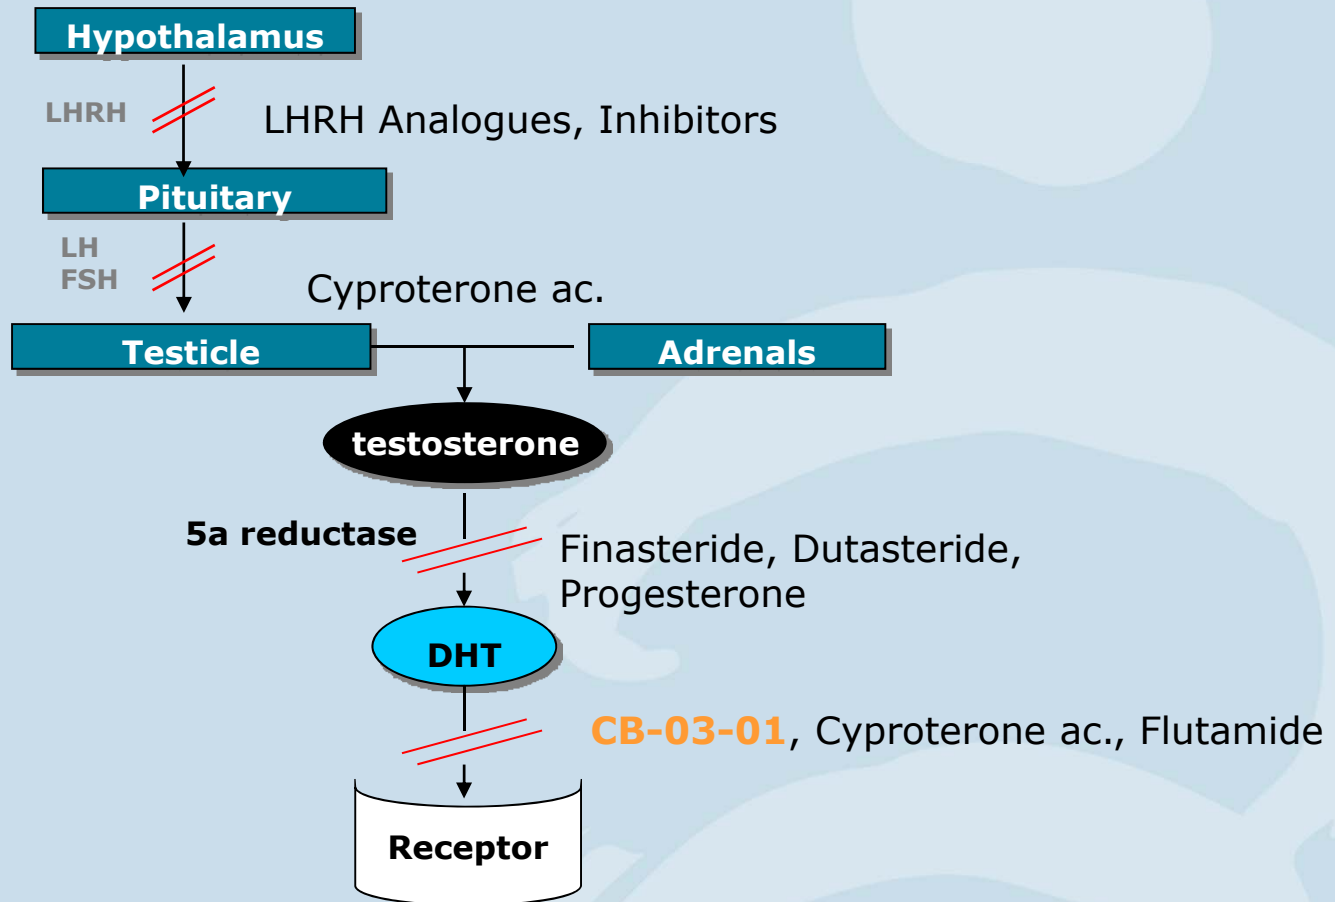 Hypothalamus
LHRH
LHRH Analogues, Inhibitors
Pituitary
LH
FSH
Cyproterone ac.
Testicle
Adrenals
testosterone
5a reductase
Finasteride, Dutasteride,
Progesterone
DHT
CB-03-01, Cyproterone ac., Flutamide
Receptor